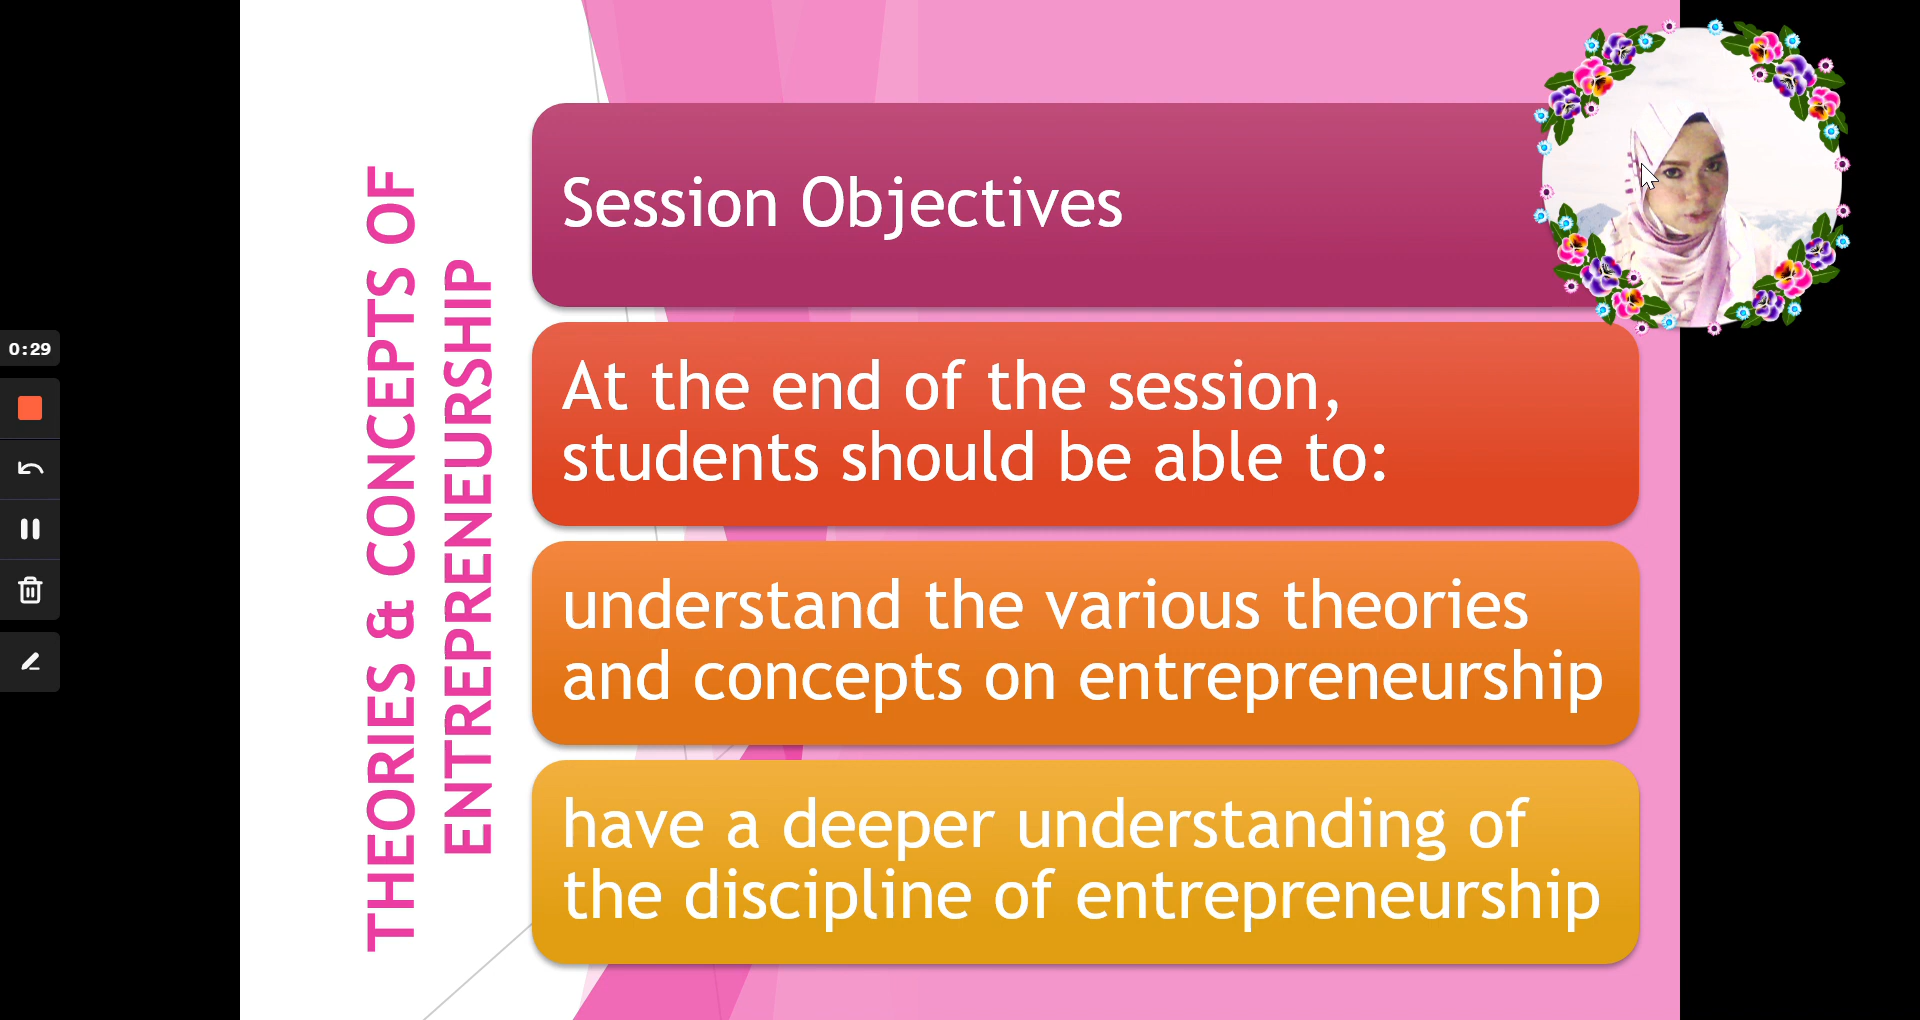 THEORIES & CONCEPTS OF
ENTREPRENEURSHIP
Session Objectives
At the end of the session,
students should be able to:
understand the various theories
and concepts on entrepreneurship
have a deeper understanding of
the discipline of entrepreneurship
0:29